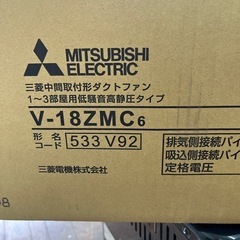 MITSUBISHI
ELECTRIC
三菱中間取付形ダクトファン
1〜3部屋用低騒音高静圧タイプ
V-18ZMC6
形名
コード
533 V92
三菱電機株式会社
排気側接続パイ
吸込側接続パイ
定格電圧